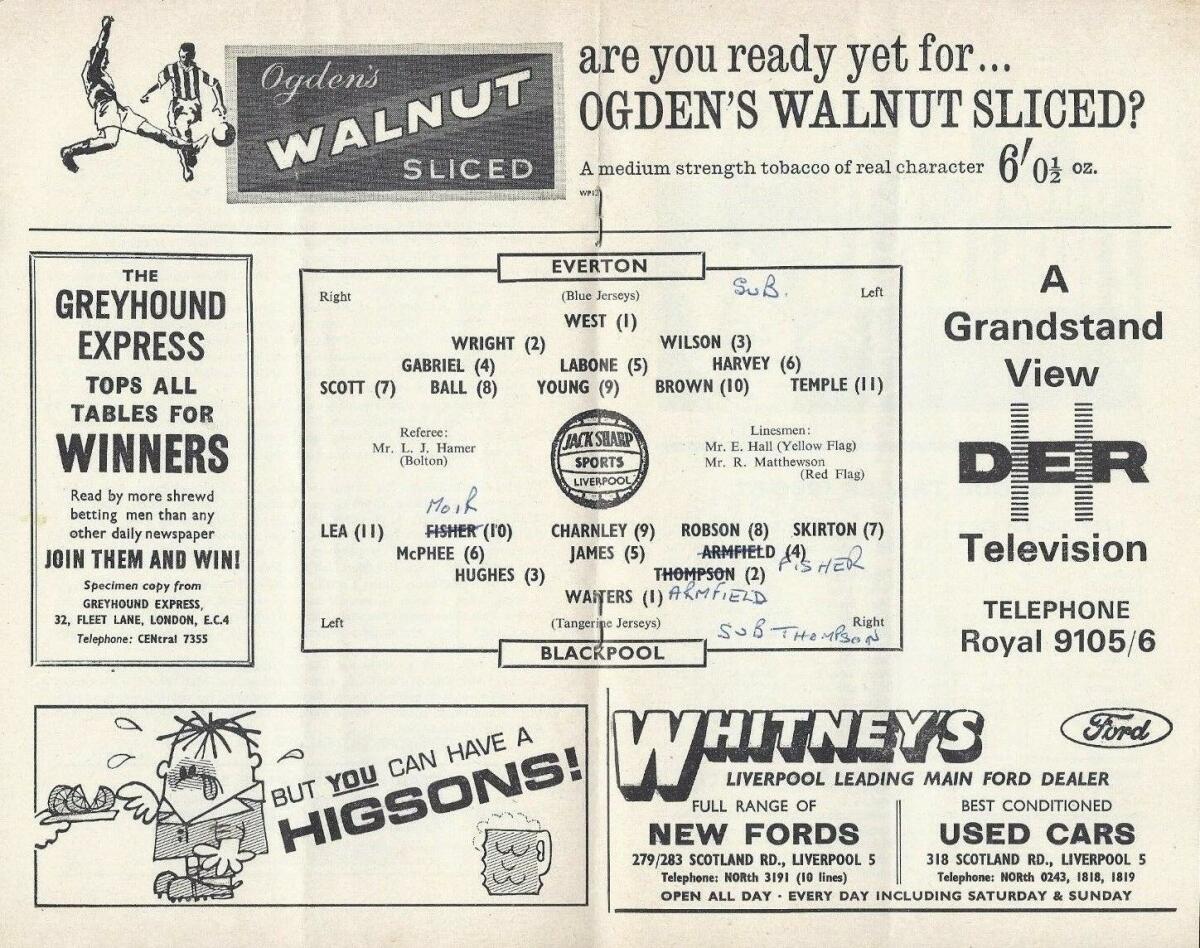 Ogden's
WALNUT
SLICED
are you ready yet for...
OGDEN'S WALNUT SLICED?
A medium strength tobacco of real character 6'0½ oz.
THE
GREYHOUND
EXPRESS
TOPS ALL
TABLES FOR
WINNERS
Read by more shrewd
betting men than any
other daily newspaper
JOIN THEM AND WIN!
Specimen copy from
GREYHOUND EXPRESS,
32, FLEET LANE, LONDON, E.C.4
Telephone: CENtral 7355
EVERTON
Right (Blue Jerseys) SUB. Left
WEST (1)
WRIGHT (2) WILSON (3)
GABRIEL (4) LABONE (5) HARVEY (6)
SCOTT (7) BALL (8) YOUNG (9) BROWN (10) TEMPLE (11)
Referee:
Mr. L. J. Hamer
(Bolton)
JACK SHARP
SPORTS
LIVERPOOL
Linesmen:
Mr. E. Hall (Yellow Flag)
Mr. R. Matthewson
(Red Flag)
MOIR
LEA (11) FISHER (10) CHARNLEY (9) ROBSON (8) SKIRTON (7)
McPHEE (6) JAMES (5) ARMFIELD (4) FISHER
HUGHES (3) THOMPSON (2) ARMFIELD
WAITERS (1)
Left (Tangerine Jerseys) Right
SUB THOMPSON
BLACKPOOL
A
Grandstand
View
DER
Television
TELEPHONE
Royal 9105/6
BUT YOU CAN HAVE A
HIGSONS!
WHITNEY'S
Ford
LIVERPOOL LEADING MAIN FORD DEALER
FULL RANGE OF
NEW FORDS
279/283 SCOTLAND RD., LIVERPOOL 5
Telephone: NORth 3191 (10 lines)
BEST CONDITIONED
USED CARS
318 SCOTLAND RD., LIVERPOOL 5
Telephone: NORth 0243, 1818, 1819
OPEN ALL DAY · EVERY DAY INCLUDING SATURDAY & SUNDAY